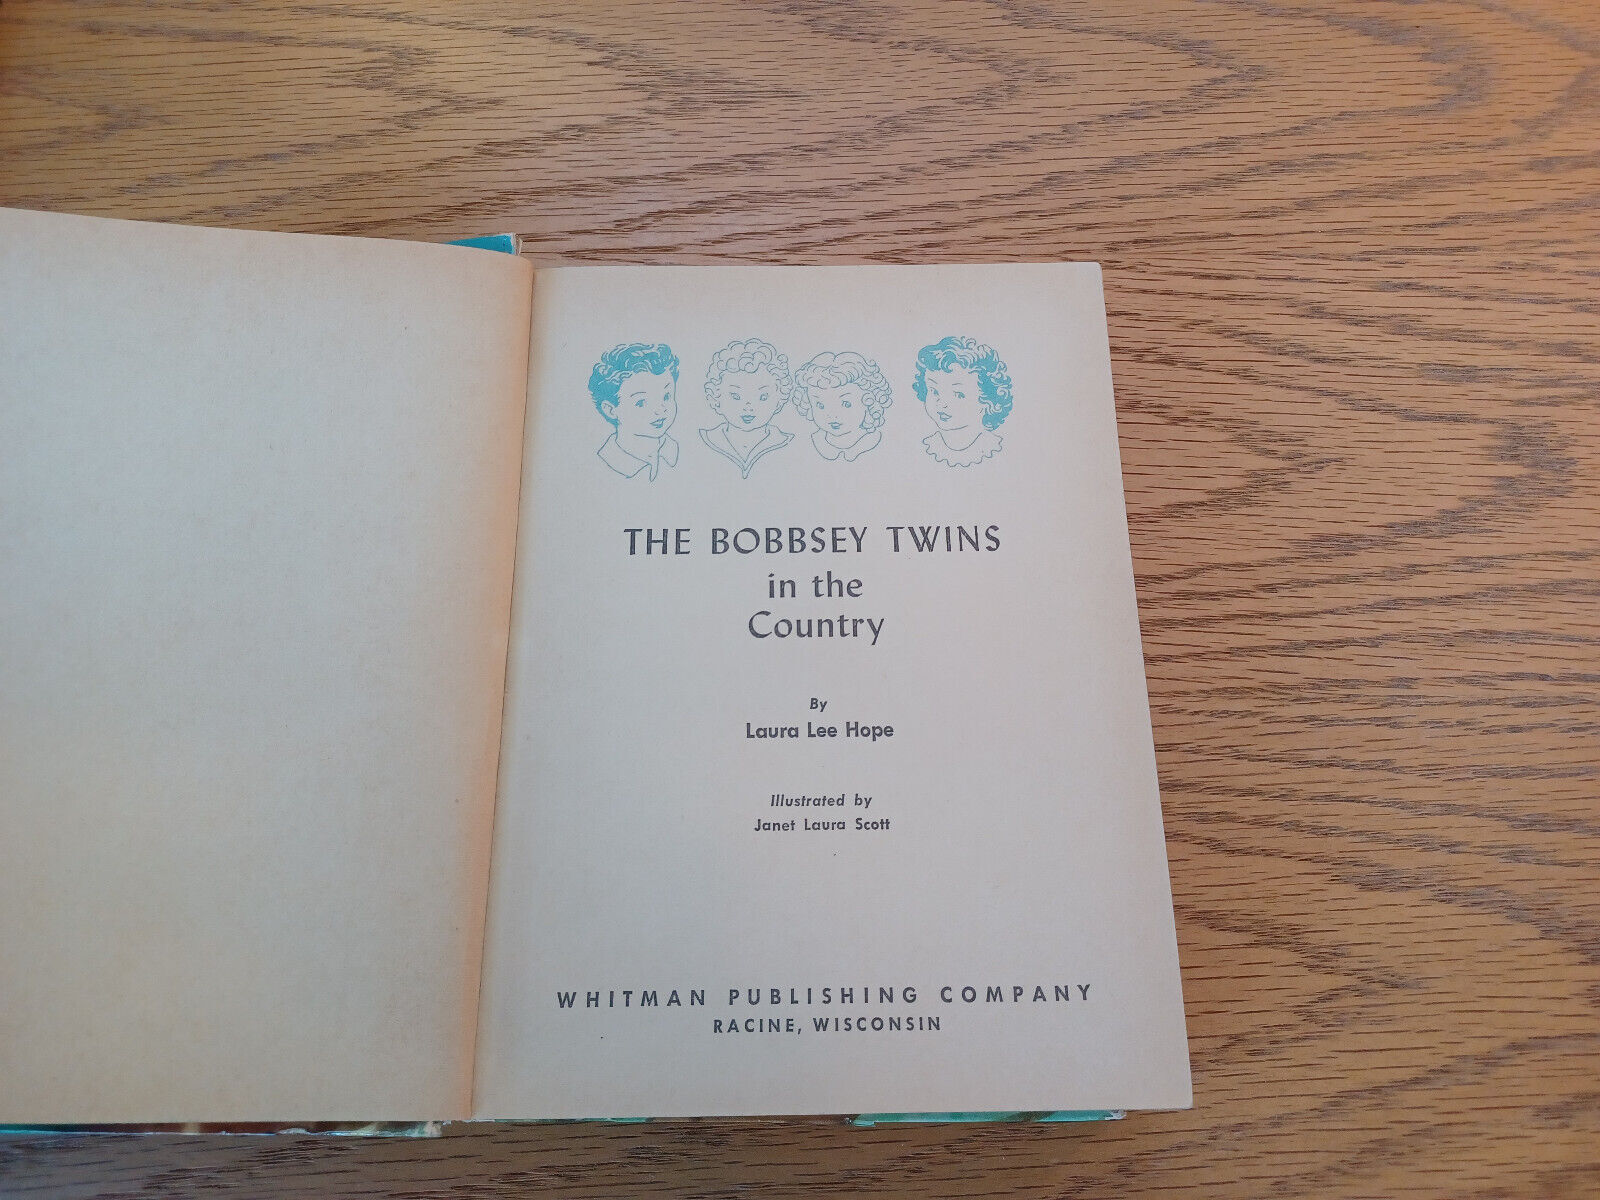 THE BOBBSEY TWINS
in the
Country
By
Laura Lee Hope
Illustrated by
Janet Laura Scott
WHITMAN PUBLISHING COMPANY
RACINE, WISCONSIN